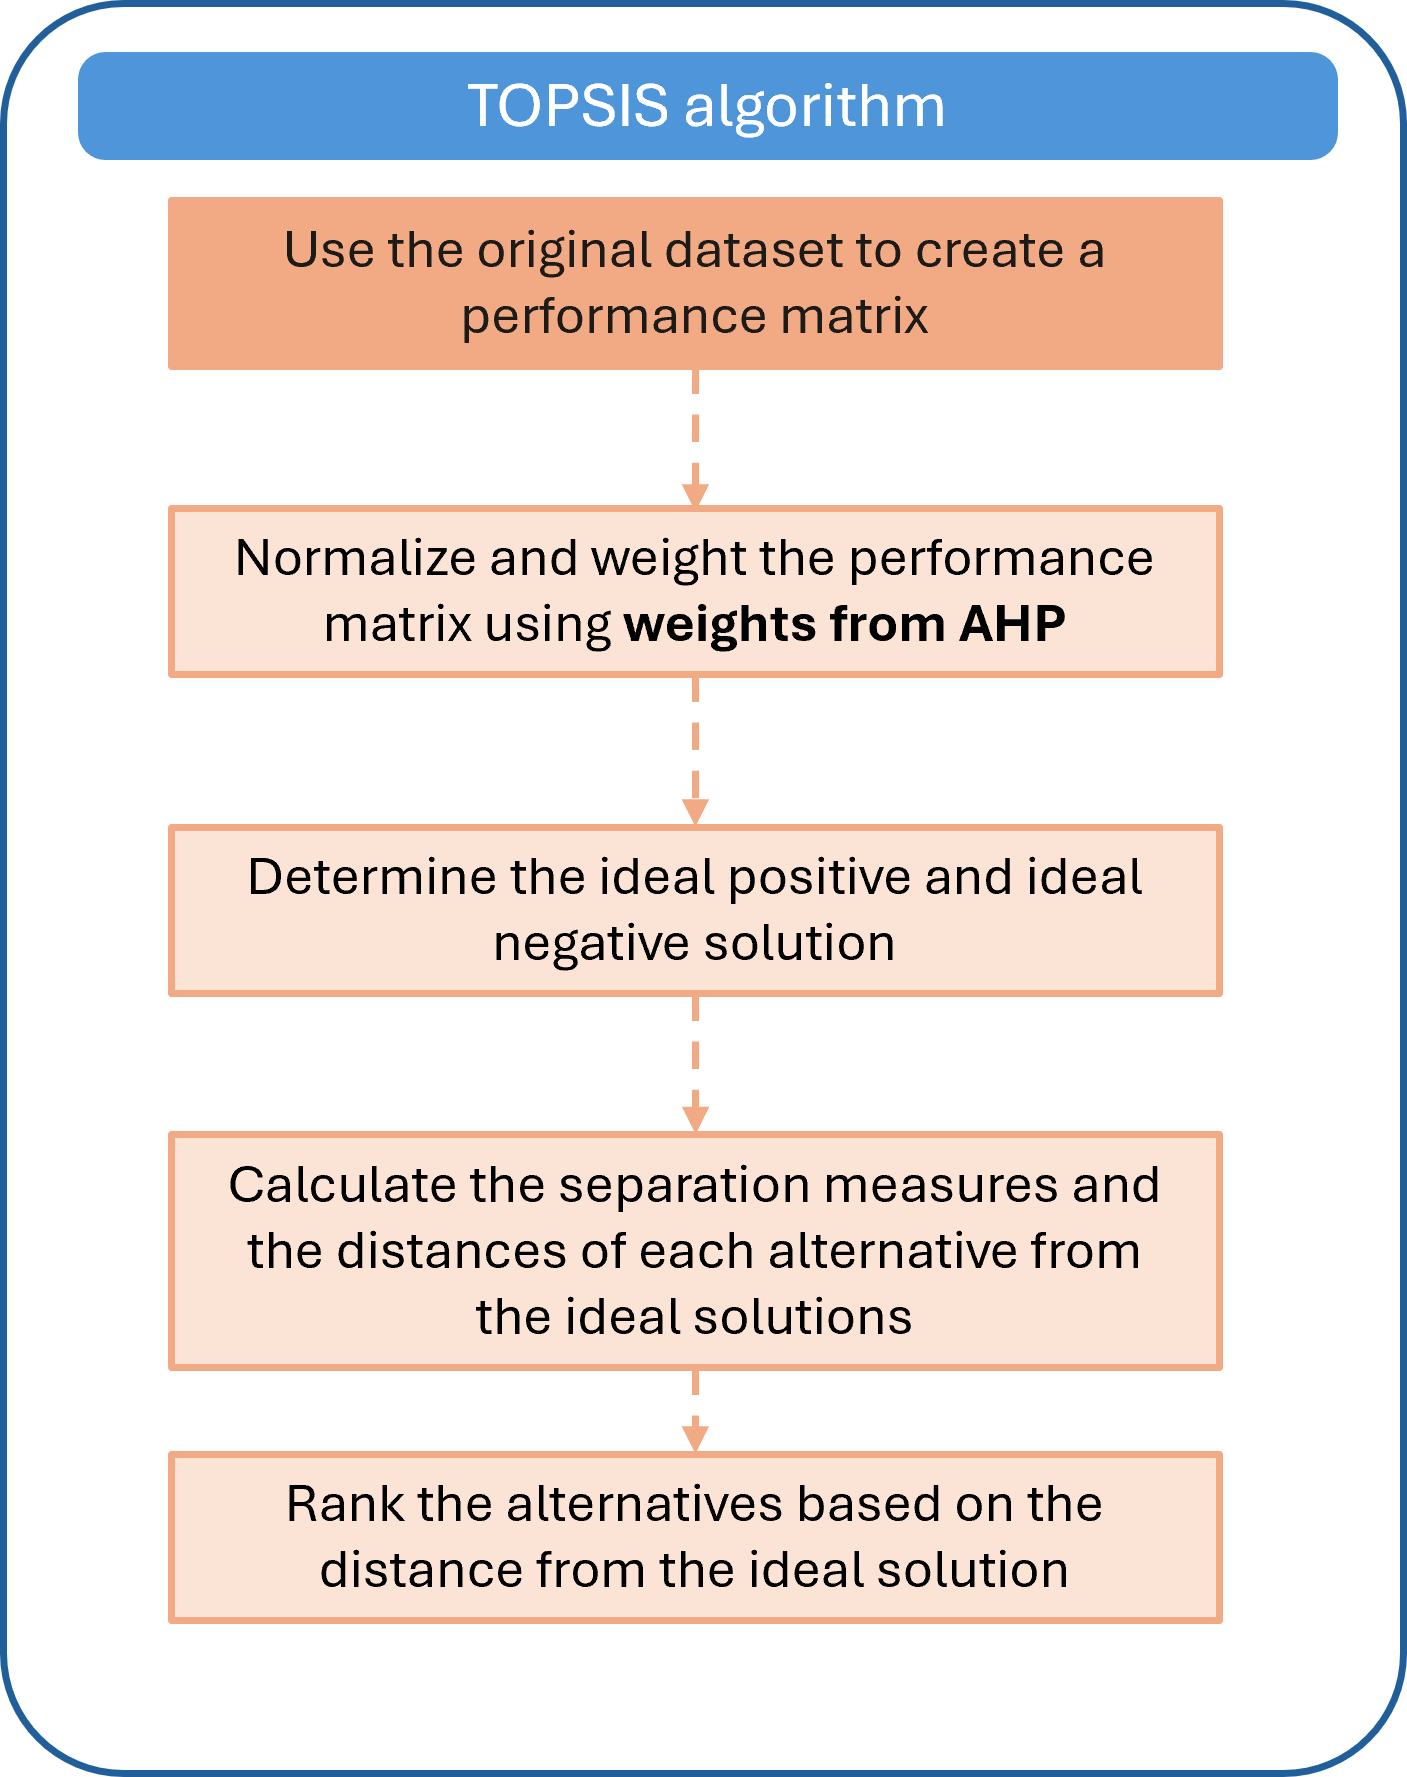 TOPSIS algorithm
Use the original dataset to create a
performance matrix
Normalize and weight the performance
matrix using weights from AHP
Determine the ideal positive and ideal
negative solution
Calculate the separation measures and
the distances of each alternative from
the ideal solutions
Rank the alternatives based on the
distance from the ideal solution